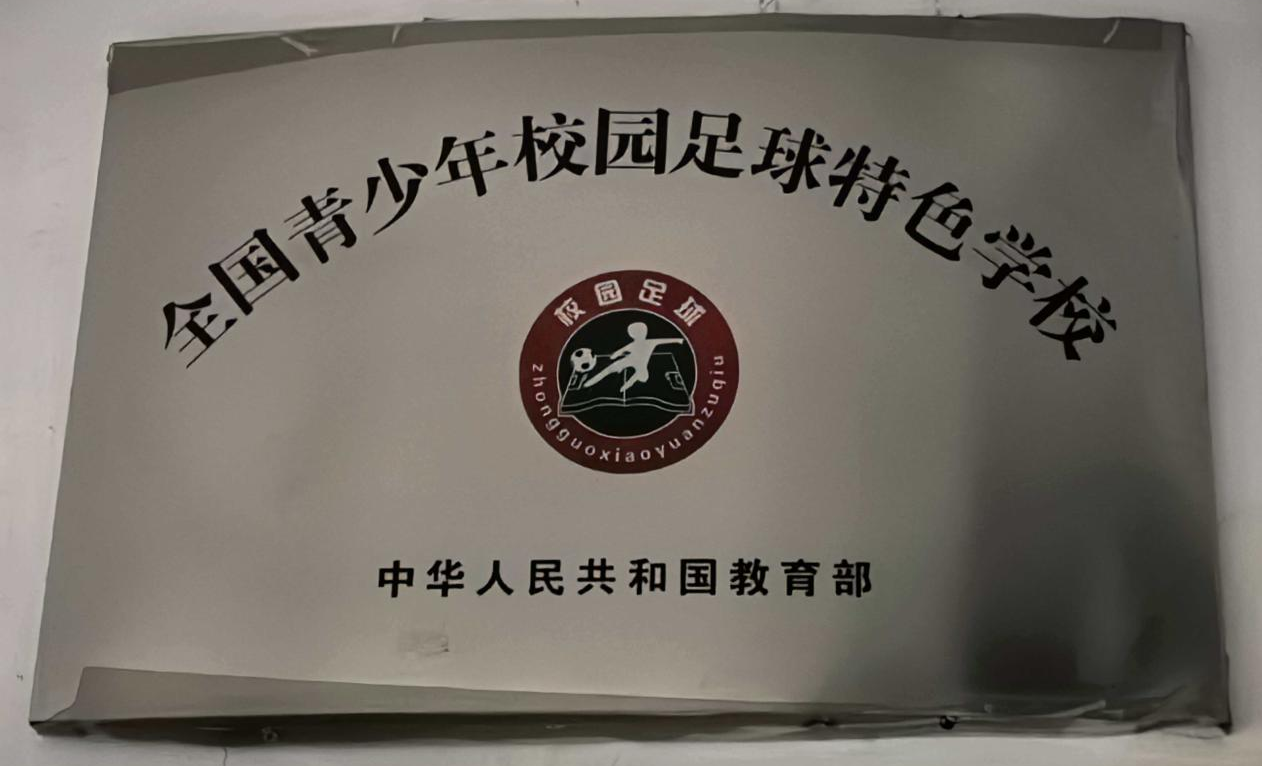 全国青少年校园足球特色学校
校园足球
zhongguoxiaoyuanzuqiu
中华人民共和国教育部